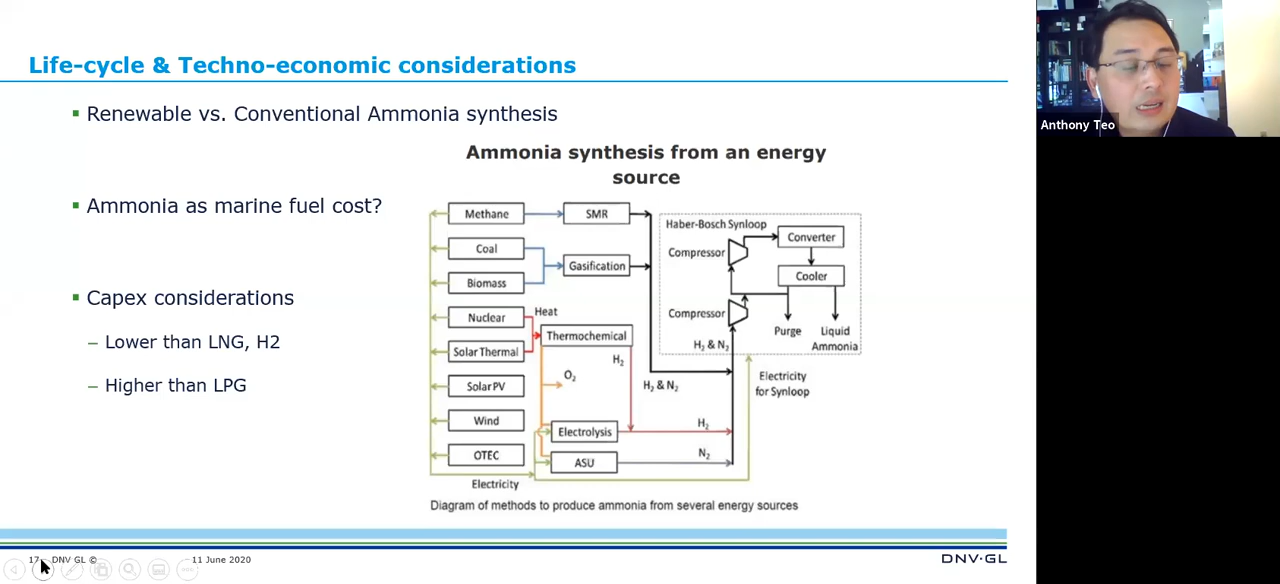 Life-cycle & Techno-economic considerations
▪ Renewable vs. Conventional Ammonia synthesis
▪ Ammonia as marine fuel cost?
▪ Capex considerations
– Lower than LNG, H2
– Higher than LPG
Ammonia synthesis from an energy
source
Methane
Coal
Biomass
Nuclear
Solar Thermal
Solar PV
Wind
OTEC
SMR
Gasification
Heat
Thermochemical
H₂
O₂
Electrolysis
ASU
Electricity
H₂ & N₂
H₂
N₂
Haber-Bosch Synloop
Compressor
Converter
Cooler
Compressor
Purge
Liquid
Ammonia
H₂ & N₂
Electricity
for Synloop
Diagram of methods to produce ammonia from several energy sources
17 DNV GL © 11 June 2020
DNV·GL
Anthony Teo